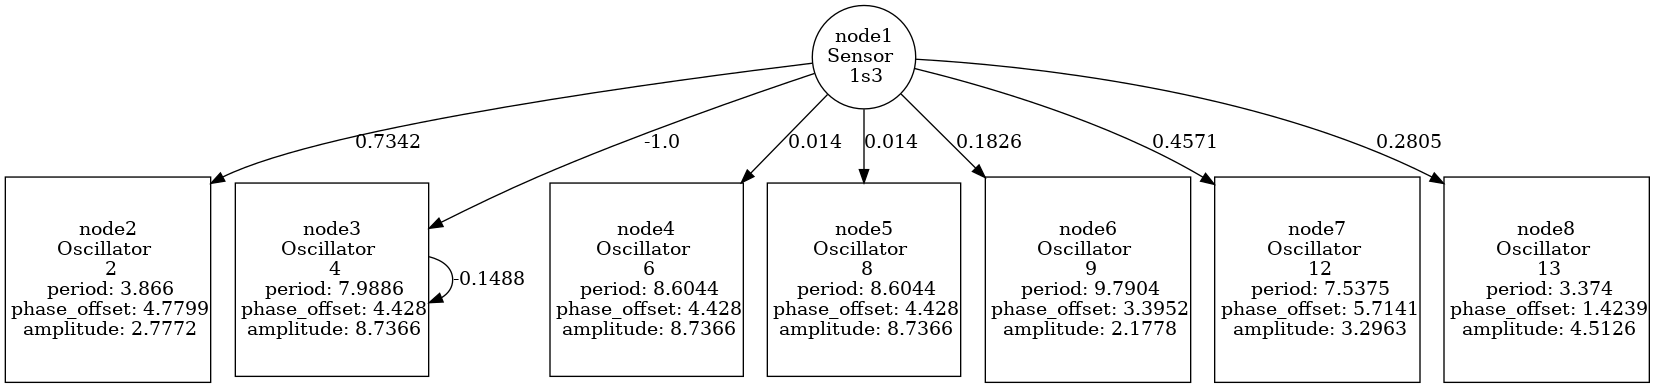 node1
Sensor
1s3
0.7342
-1.0
0.014
0.014
0.1826
0.4571
0.2805
node2
Oscillator
2
period: 3.866
phase_offset: 4.7799
amplitude: 2.7772
node3
Oscillator
4
period: 7.9886
phase_offset: 4.428
amplitude: 8.7366
-0.1488
node4
Oscillator
6
period: 8.6044
phase_offset: 4.428
amplitude: 8.7366
node5
Oscillator
8
period: 8.6044
phase_offset: 4.428
amplitude: 8.7366
node6
Oscillator
9
period: 9.7904
phase_offset: 3.3952
amplitude: 2.1778
node7
Oscillator
12
period: 7.5375
phase_offset: 5.7141
amplitude: 3.2963
node8
Oscillator
13
period: 3.374
phase_offset: 1.4239
amplitude: 4.5126